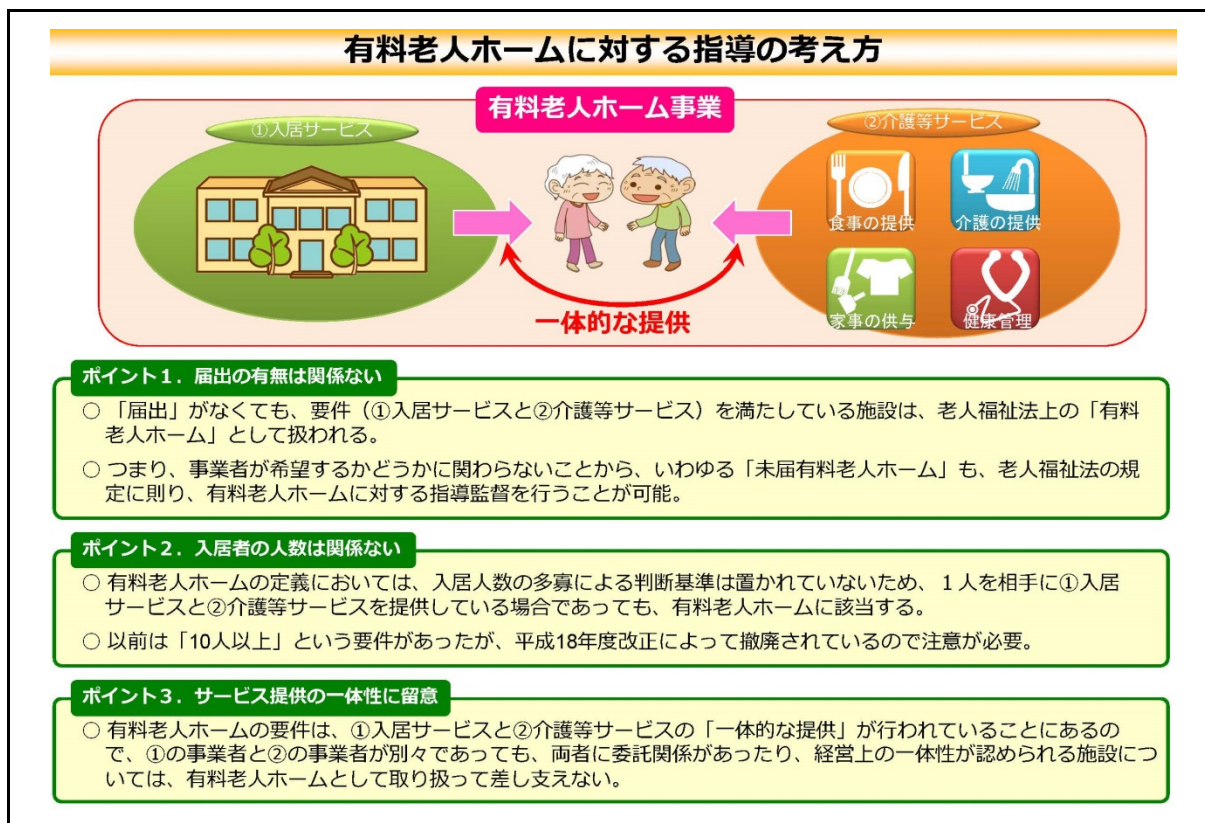 有料老人ホームに対する指導の考え方
有料老人ホーム事業
①入居サービス
②介護等サービス
食事の提供
介護の提供
家事の供与
健康管理
一体的な提供
ポイント１．届出の有無は関係ない
○ 「届出」がなくても、要件（①入居サービスと②介護等サービス）を満たしている施設は、老人福祉法上の「有料
老人ホーム」として扱われる。
○ つまり、事業者が希望するかどうかに関わらないことから、いわゆる「未届有料老人ホーム」も、老人福祉法の規
定に則り、有料老人ホームに対する指導監督を行うことが可能。
ポイント２．入居者の人数は関係ない
○ 有料老人ホームの定義においては、入居人数の多寡による判断基準は置かれていないため、１人を相手に①入居
サービスと②介護等サービスを提供している場合であっても、有料老人ホームに該当する。
○ 以前は「10人以上」という要件があったが、平成18年度改正によって撤廃されているので注意が必要。
ポイント３．サービス提供の一体性に留意
○ 有料老人ホームの要件は、①入居サービスと②介護等サービスの「一体的な提供」が行われていることにあるの
で、①の事業者と②の事業者が別々であっても、両者に委託関係があったり、経営上の一体性が認められる施設につ
いては、有料老人ホームとして取り扱って差し支えない。